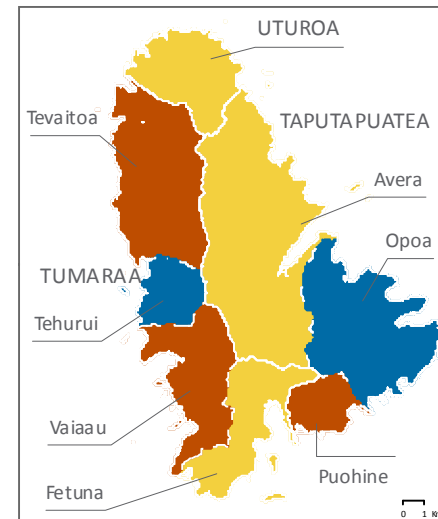 UTUROA
Tevaitoa
TAPUTAPUATEA
Avera
Opoa
TUMARAA
Tehurui
Vaiaau
Puohine
Fetuna
0 1